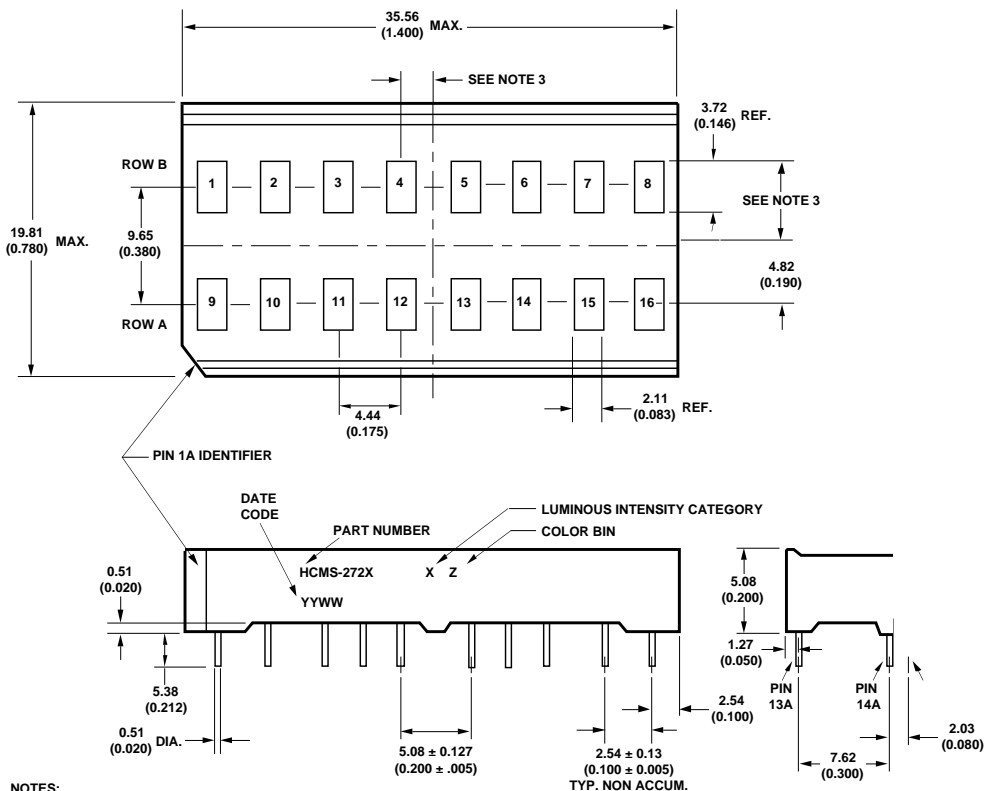 35.56
(1.400) MAX.
SEE NOTE 3
3.72
(0.146) REF.
ROW B
1 2 3 4 5 6 7 8
SEE NOTE 3
19.81
(0.780) MAX.
9.65
(0.380)
4.82
(0.190)
9 10 11 12 13 14 15 16
ROW A
4.44
(0.175)
2.11
(0.083) REF.
PIN 1A IDENTIFIER
DATE
CODE
LUMINOUS INTENSITY CATEGORY
PART NUMBER
COLOR BIN
HCMS-272X X Z
YYWW
0.51
(0.020)
5.08
(0.200)
1.27
(0.050)
5.38
(0.212)
PIN
13A
PIN
14A
2.54
(0.100)
0.51
(0.020) DIA.
5.08 ± 0.127
(0.200 ± .005)
2.54 ± 0.13
(0.100 ± 0.005)
TYP. NON ACCUM.
2.03
(0.080)
7.62
(0.300)
NOTES: